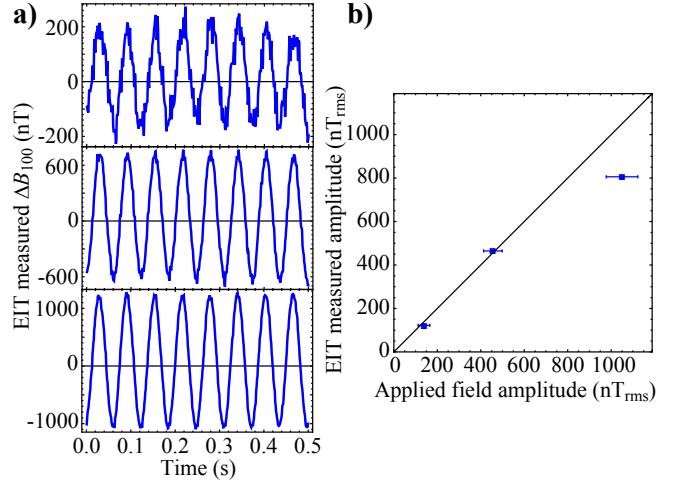 a)
EIT measured ΔB₁₀₀ (nT)
200
0
-200
600
0
-600
1000
0
-1000
0.0 0.1 0.2 0.3 0.4 0.5
Time (s)
b)
EIT measured amplitude (nTrms)
1000
800
600
400
200
0
0 200 400 600 800 1000
Applied field amplitude (nTrms)